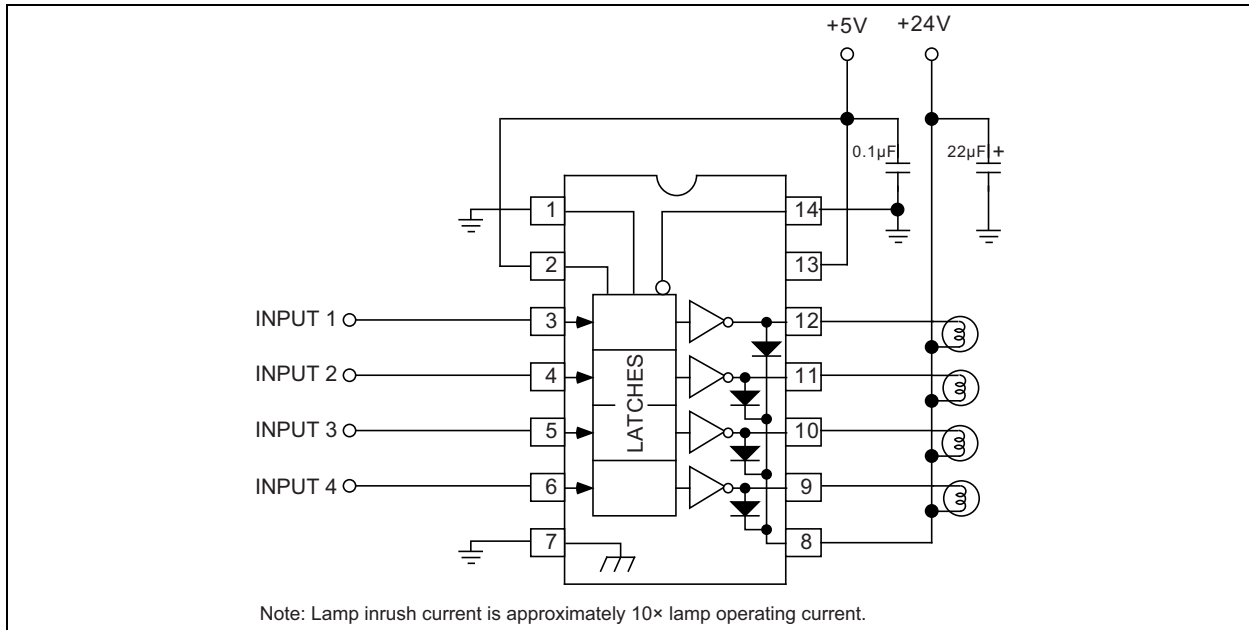 +5V +24V
0.1µF 22µF +
1 14
2 13
INPUT 1 3 12
INPUT 2 4 11
LATCHES
INPUT 3 5 10
INPUT 4 6 9
7 8
Note: Lamp inrush current is approximately 10× lamp operating current.